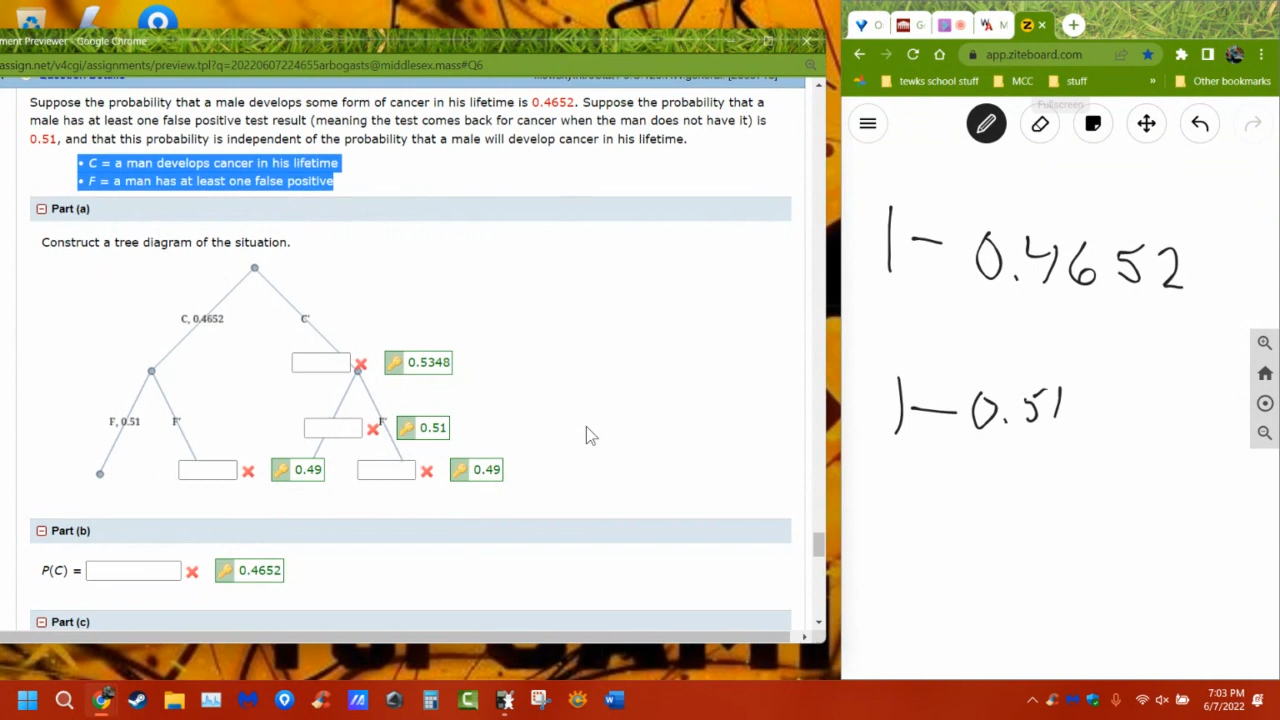 ment Previewer - Google Chrome
assign.net/v4cgi/assignments/preview.tpl?q=20220607224655arbogasts@middlesex.mass#Q6
Suppose the probability that a male develops some form of cancer in his lifetime is 0.4652. Suppose the probability that a
male has at least one false positive test result (meaning the test comes back for cancer when the man does not have it) is
0.51, and that this probability is independent of the probability that a male will develop cancer in his lifetime.
• C = a man develops cancer in his lifetime
• F = a man has at least one false positive
Part (a)
Construct a tree diagram of the situation.
C, 0.4652
C'
0.5348
F, 0.51
F'
F'
0.51
0.49
0.49
Part (b)
P(C) =
0.4652
Part (c)
app.ziteboard.com
tewks school stuff
MCC
stuff
»
Other bookmarks
Fullscreen
1 - 0.4652
1 - 0.51
7:03 PM
6/7/2022